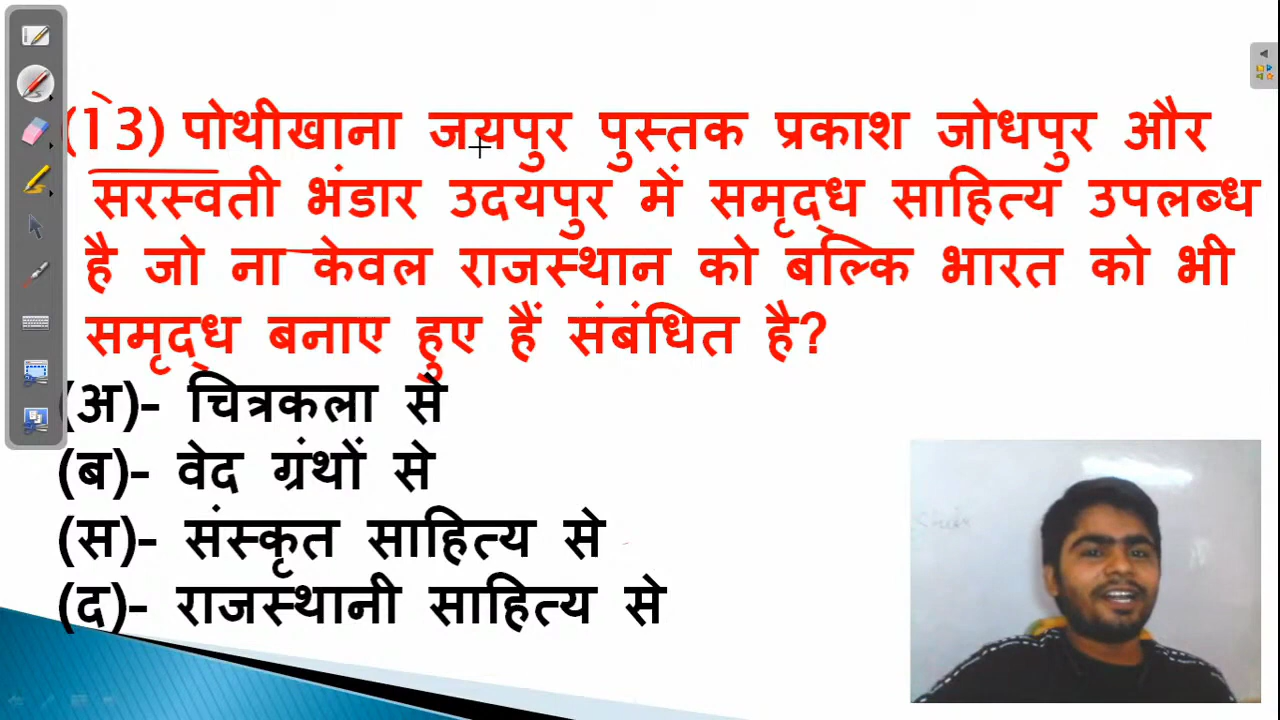 (13) पोथीखाना जयपुर पुस्तक प्रकाश जोधपुर और
सरस्वती भंडार उदयपुर में समृद्ध साहित्य उपलब्ध
है जो ना केवल राजस्थान को बल्कि भारत को भी
समृद्ध बनाए हुए हैं संबंधित है?
(अ)- चित्रकला से
(ब)- वेद ग्रंथों से
(स)- संस्कृत साहित्य से
(द)- राजस्थानी साहित्य से